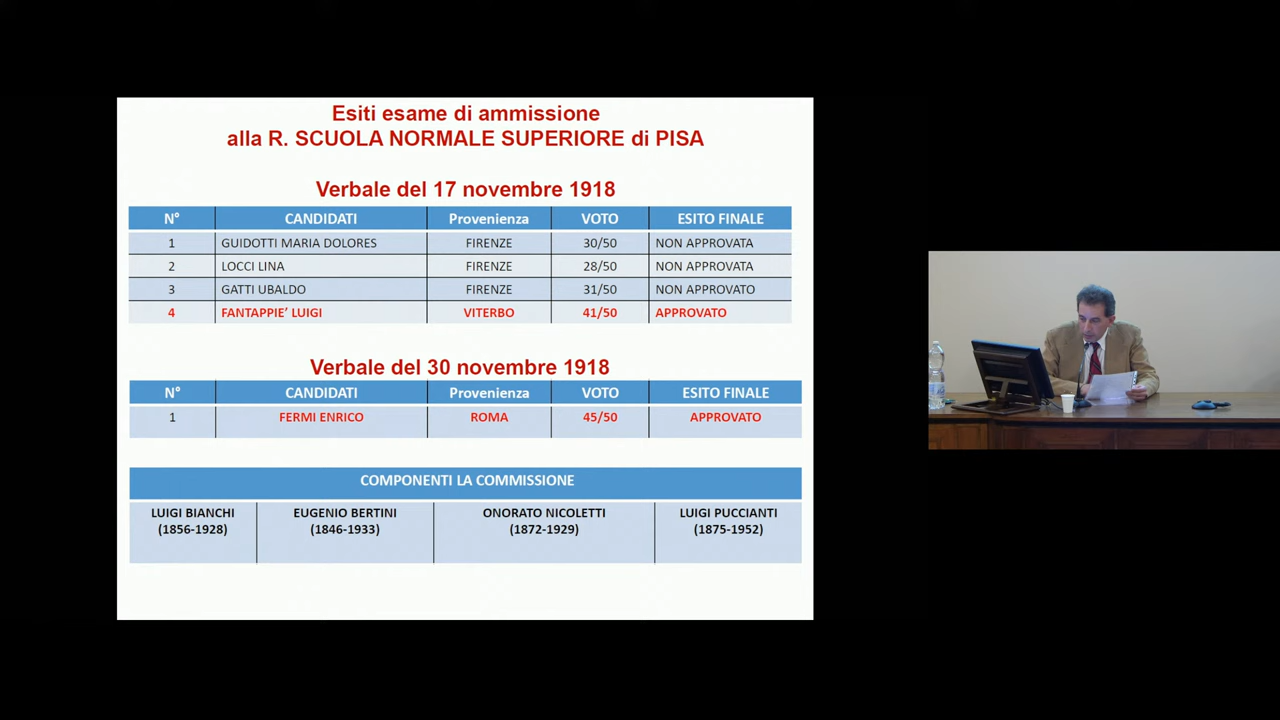 Esiti esame di ammissione
alla R. SCUOLA NORMALE SUPERIORE di PISA
Verbale del 17 novembre 1918
N° CANDIDATI Provenienza VOTO ESITO FINALE
1 GUIDOTTI MARIA DOLORES FIRENZE 30/50 NON APPROVATA
2 LOCCI LINA FIRENZE 28/50 NON APPROVATA
3 GATTI UBALDO FIRENZE 31/50 NON APPROVATO
4 FANTAPPIE’ LUIGI VITERBO 41/50 APPROVATO
Verbale del 30 novembre 1918
N° CANDIDATI Provenienza VOTO ESITO FINALE
1 FERMI ENRICO ROMA 45/50 APPROVATO
COMPONENTI LA COMMISSIONE
LUIGI BIANCHI EUGENIO BERTINI ONORATO NICOLETTI LUIGI PUCCIANTI
(1856-1928) (1846-1933) (1872-1929) (1875-1952)